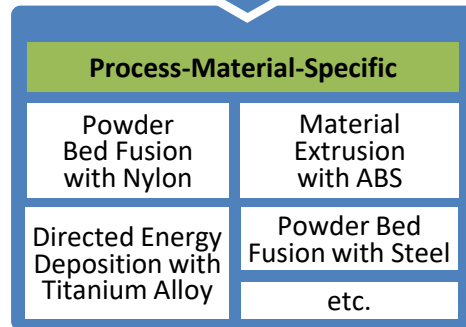 Process-Material-Specific
Powder
Bed Fusion
with Nylon
Material
Extrusion
with ABS
Directed Energy
Deposition with
Titanium Alloy
Powder Bed
Fusion with Steel
etc.